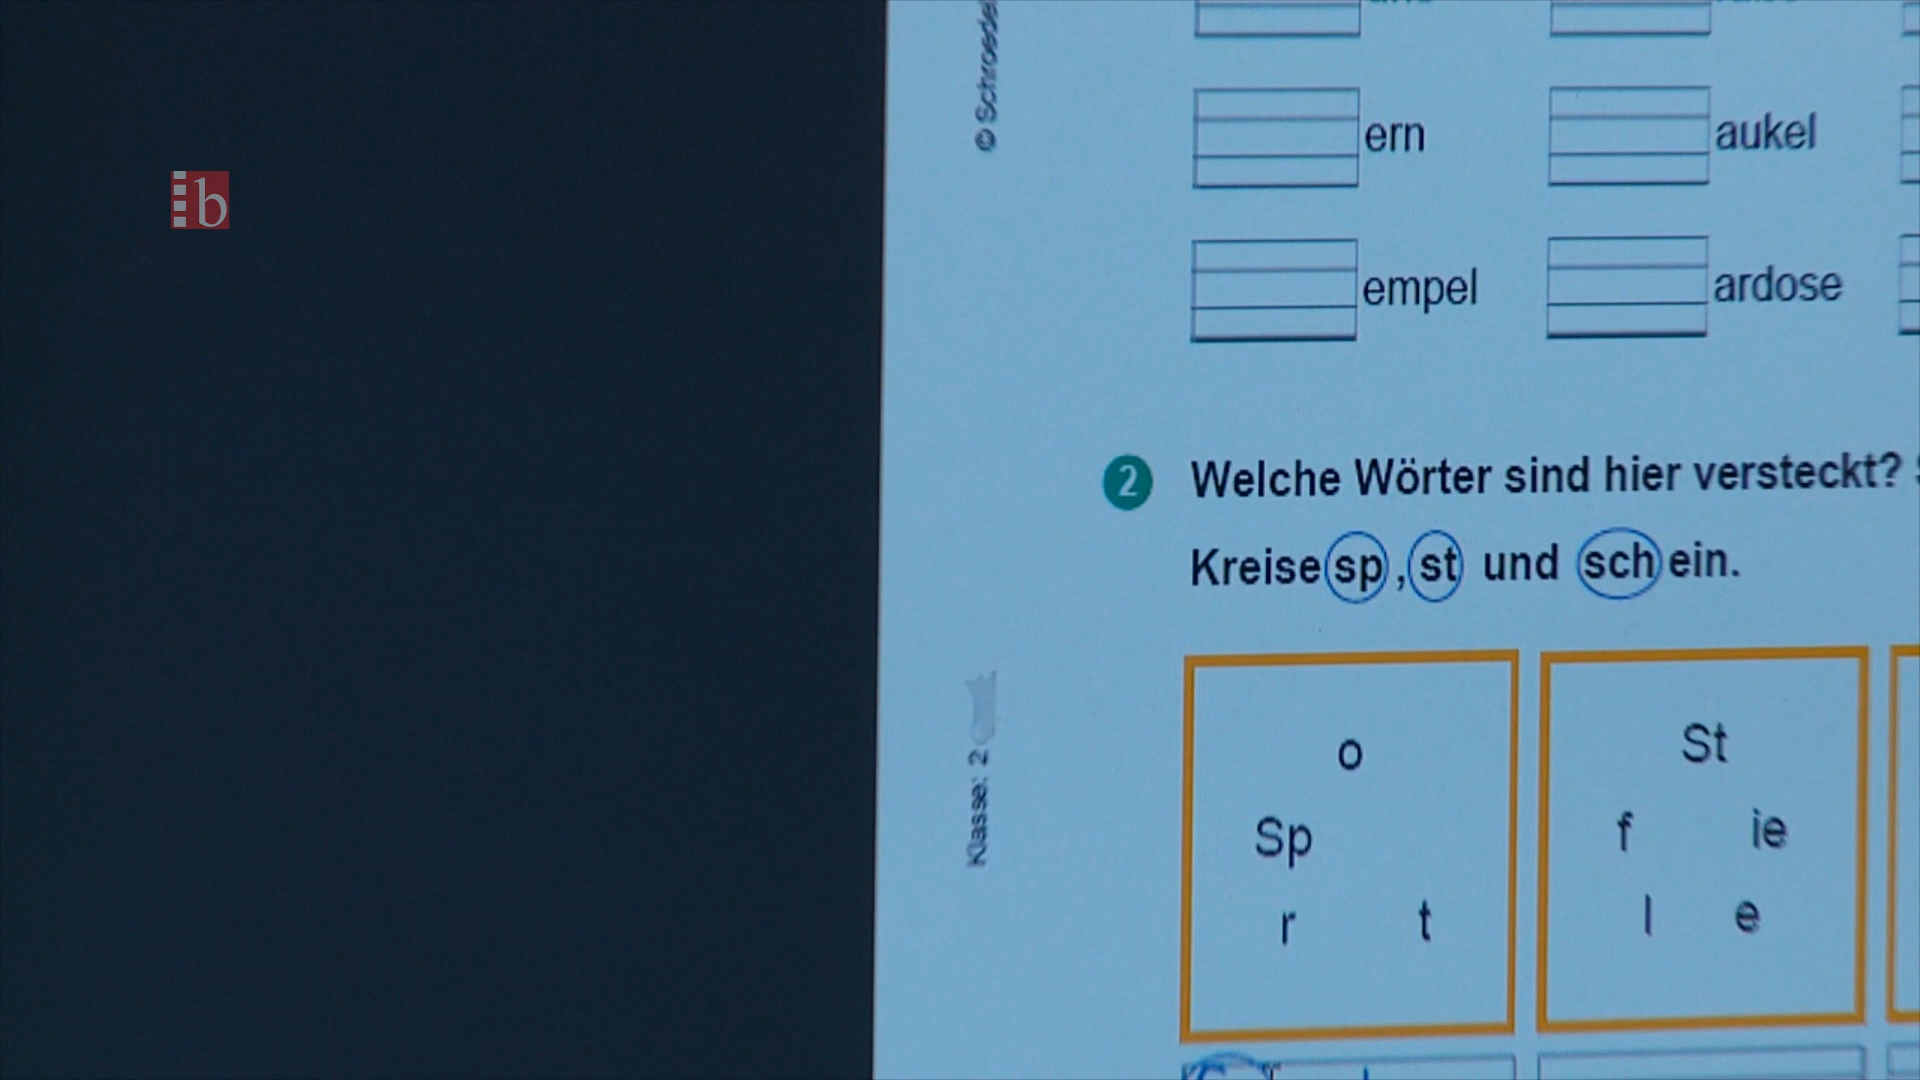 © Schroedel
b
ern
aukel
empel
ardose
2 Welche Wörter sind hier versteckt?
Kreise sp, st und sch ein.
o
Sp
r t
St
f ie
l e
Klasse: 2